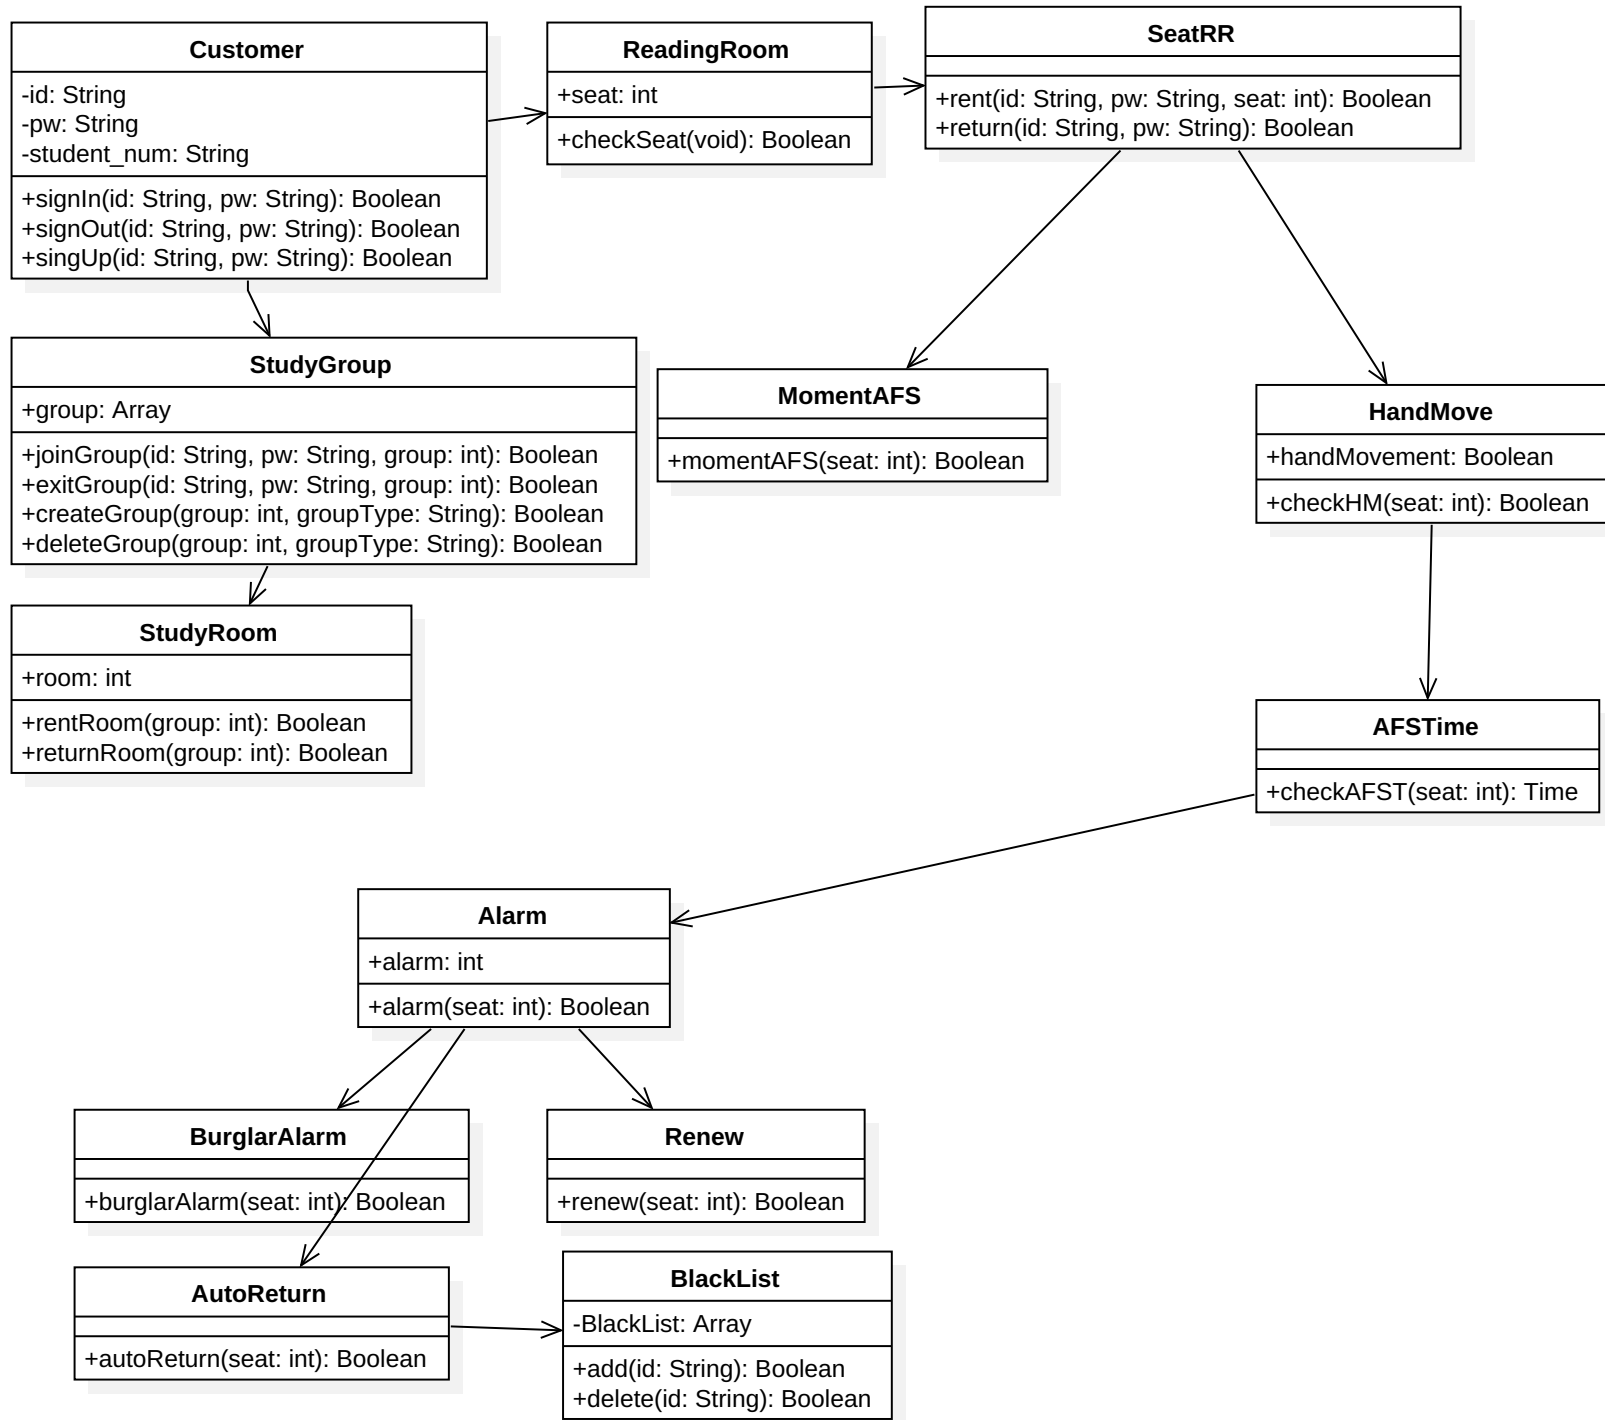 Customer
-id: String
-pw: String
-student_num: String
+signIn(id: String, pw: String): Boolean
+signOut(id: String, pw: String): Boolean
+singUp(id: String, pw: String): Boolean
ReadingRoom
+seat: int
+checkSeat(void): Boolean
SeatRR
+rent(id: String, pw: String, seat: int): Boolean
+return(id: String, pw: String): Boolean
StudyGroup
+group: Array
+joinGroup(id: String, pw: String, group: int): Boolean
+exitGroup(id: String, pw: String, group: int): Boolean
+createGroup(group: int, groupType: String): Boolean
+deleteGroup(group: int, groupType: String): Boolean
MomentAFS
+momentAFS(seat: int): Boolean
HandMove
+handMovement: Boolean
+checkHM(seat: int): Boolean
StudyRoom
+room: int
+rentRoom(group: int): Boolean
+returnRoom(group: int): Boolean
AFSTime
+checkAFST(seat: int): Time
Alarm
+alarm: int
+alarm(seat: int): Boolean
BurglarAlarm
+burglarAlarm(seat: int): Boolean
Renew
+renew(seat: int): Boolean
AutoReturn
+autoReturn(seat: int): Boolean
BlackList
-BlackList: Array
+add(id: String): Boolean
+delete(id: String): Boolean